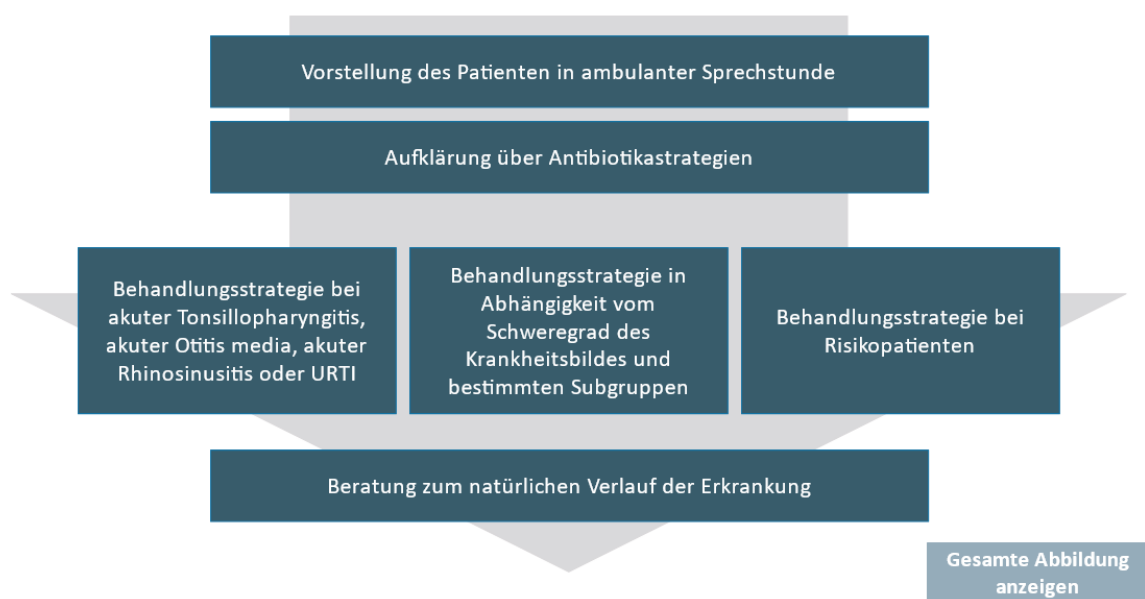 Vorstellung des Patienten in ambulanter Sprechstunde
Aufklärung über Antibiotikastrategien
Behandlungsstrategie bei
akuter Tonsillopharyngitis,
akuter Otitis media, akuter
Rhinosinusitis oder URTI
Behandlungsstrategie in
Abhängigkeit vom
Schweregrad des
Krankheitsbildes und
bestimmten Subgruppen
Behandlungsstrategie bei
Risikopatienten
Beratung zum natürlichen Verlauf der Erkrankung
Gesamte Abbildung
anzeigen